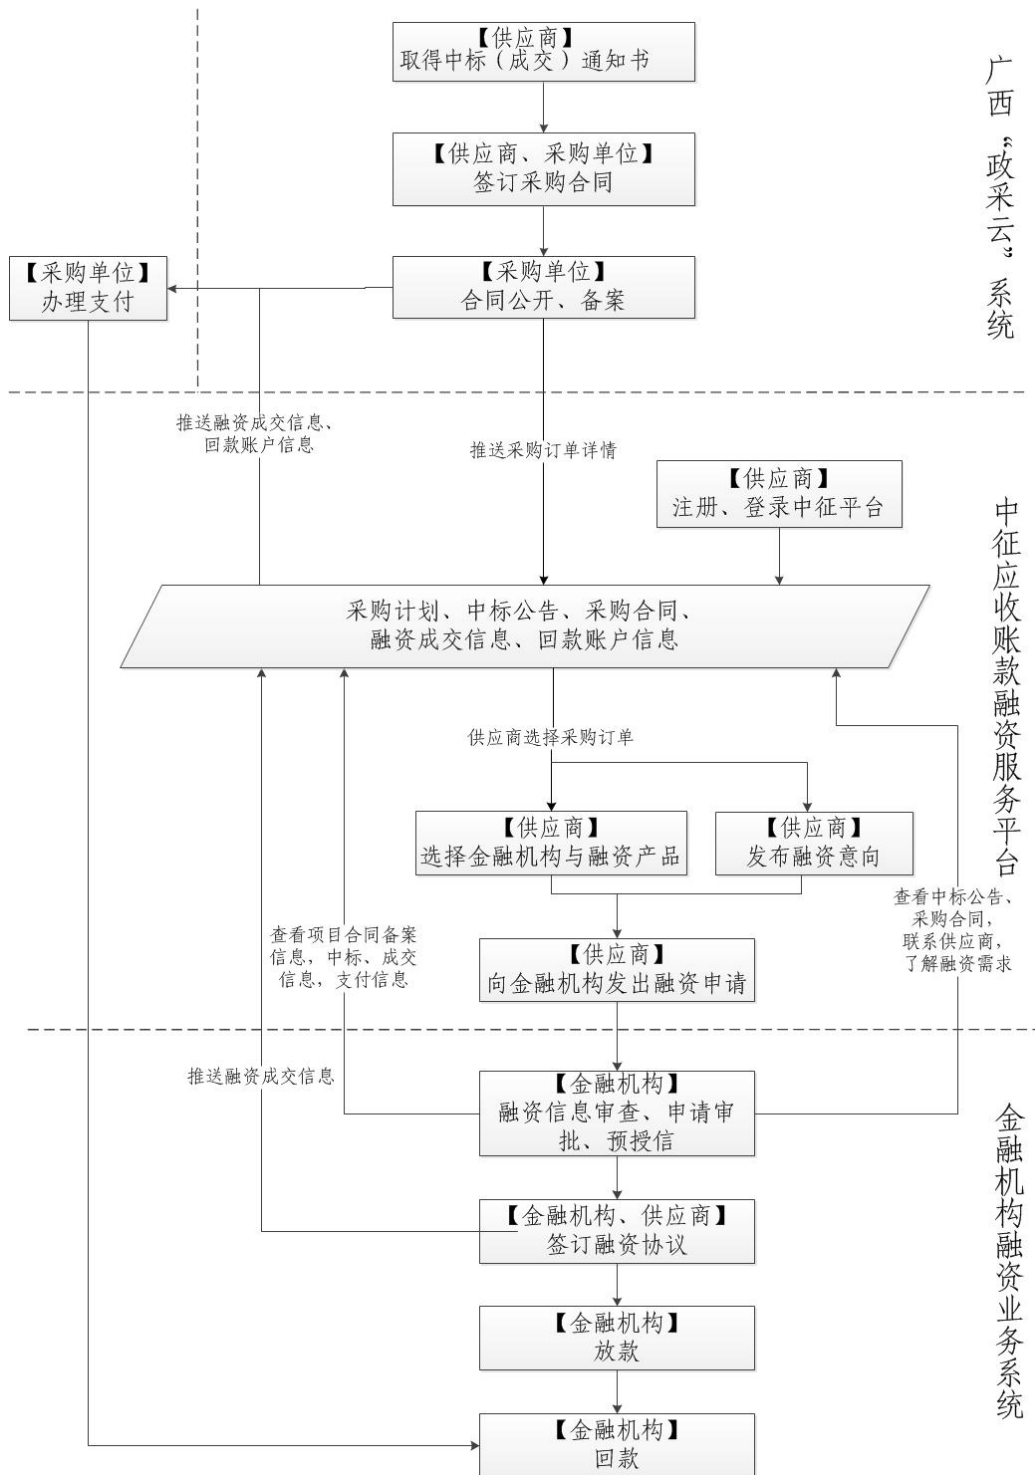 【供应商】
取得中标（成交）通知书
【供应商、采购单位】
签订采购合同
【采购单位】
合同公开、备案
【采购单位】
办理支付
广西“政采云”系统
推送融资成交信息、
回款账户信息
推送采购订单详情
【供应商】
注册、登录中征平台
采购计划、中标公告、采购合同、
融资成交信息、回款账户信息
供应商选择采购订单
【供应商】
选择金融机构与融资产品
【供应商】
发布融资意向
中征应收账款融资服务平台
查看中标公告、
采购合同，
联系供应商，
了解融资需求
查看项目合同备案
信息，中标、成交
信息，支付信息
【供应商】
向金融机构发出融资申请
推送融资成交信息
【金融机构】
融资信息审查、申请审
批、预授信
【金融机构、供应商】
签订融资协议
【金融机构】
放款
【金融机构】
回款
金融机构融资业务系统